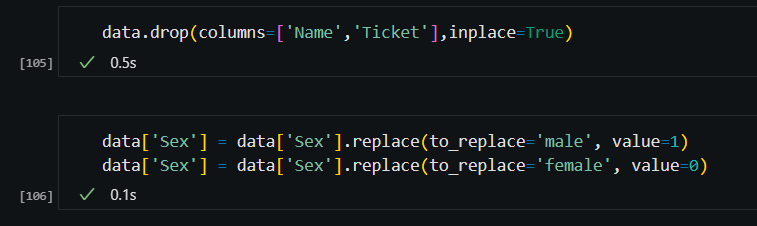 data.drop(columns=['Name','Ticket'],inplace=True)
[105]
✓ 0.5s
data['Sex'] = data['Sex'].replace(to_replace='male', value=1)
data['Sex'] = data['Sex'].replace(to_replace='female', value=0)
[106]
✓ 0.1s